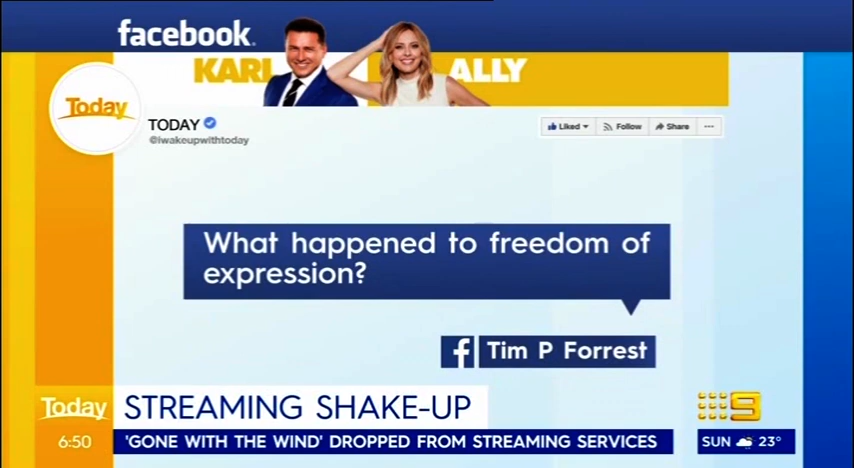 facebook.
KARL ALLY
Today
TODAY
@iwakeupwithtoday
Liked Follow Share ...
What happened to freedom of
expression?
f Tim P Forrest
Today STREAMING SHAKE-UP 9
6:50 'GONE WITH THE WIND' DROPPED FROM STREAMING SERVICES SUN 23°